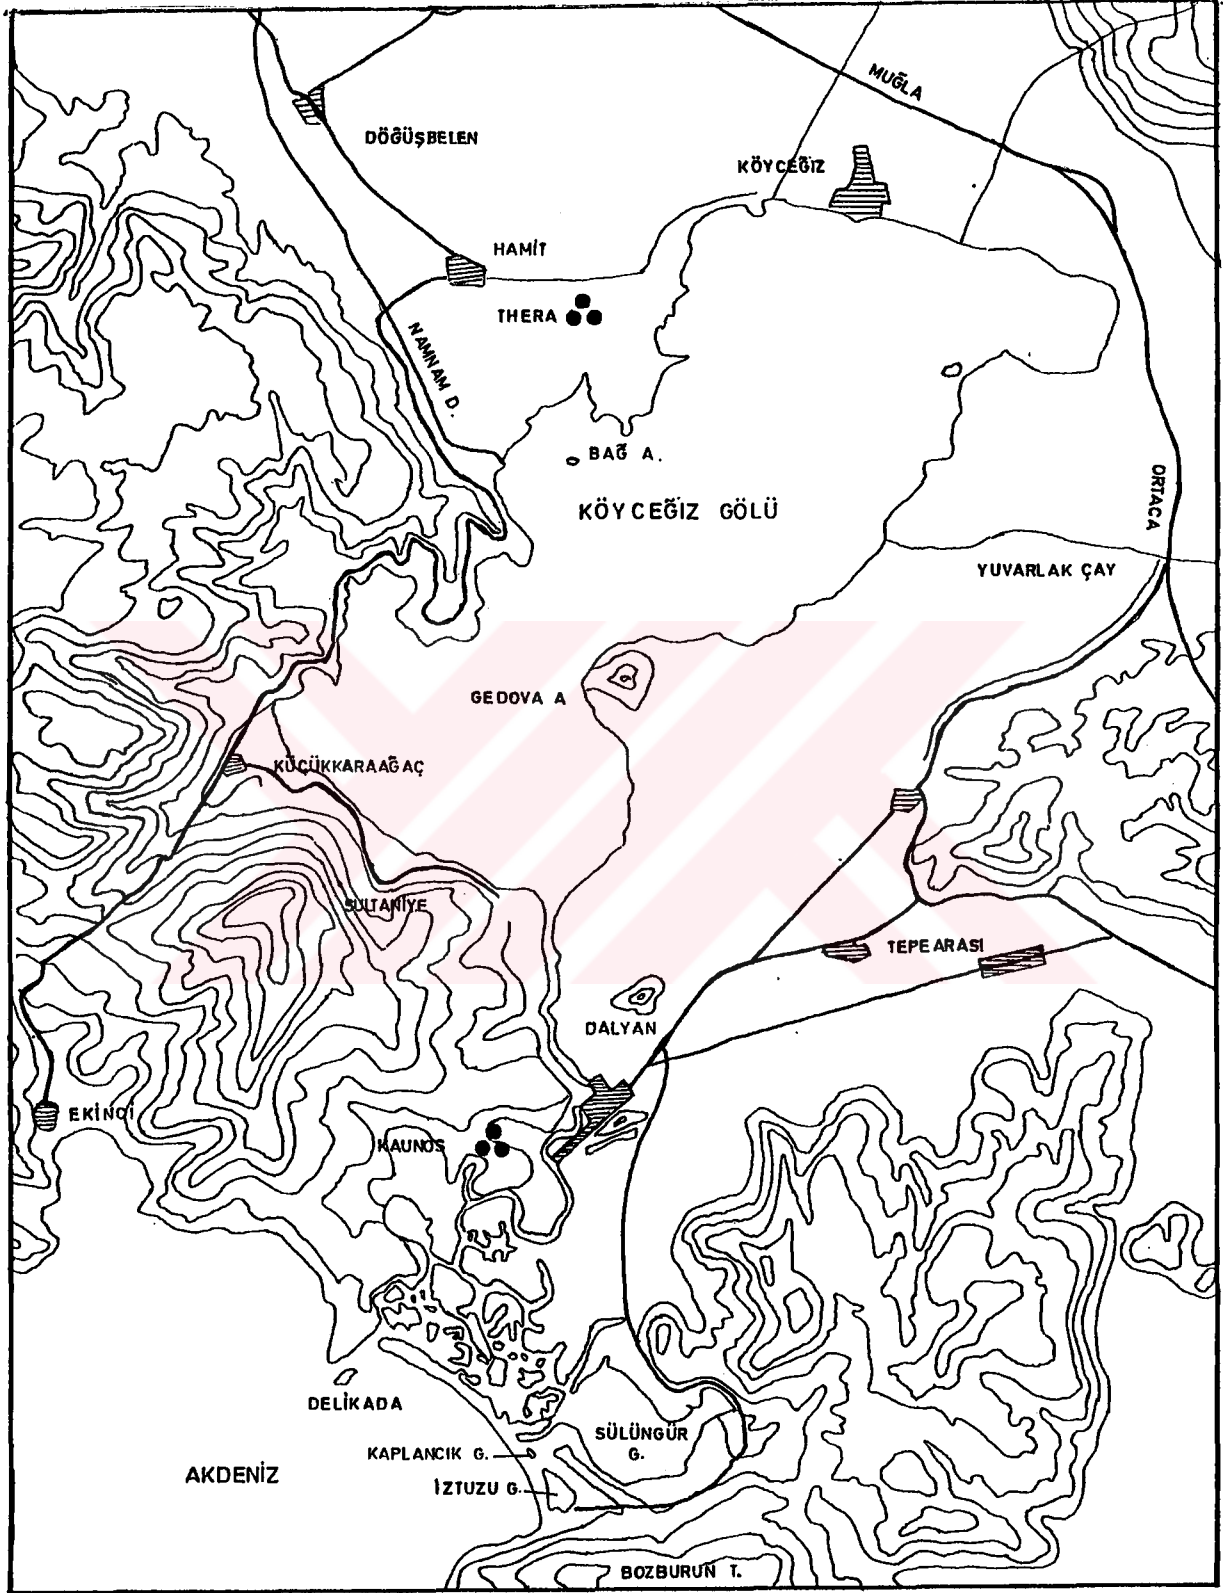 MUĞLA
DÖĞÜŞBELEN
KÖYCEĞİZ
HAMİT
THERA
NAMNAM D.
BAĞ A.
KÖYCEĞİZ GÖLÜ
ORTACA
YUVARLAK ÇAY
GEDOVA A
KÜÇÜKKARAAĞAÇ
SULTANİYE
TEPEARASI
DALYAN
EKİNCİ
KAUNOS
DELİKADA
SÜLÜNGÜR
G.
KAPLANCIK G.
İZTUZU G.
AKDENİZ
BOZBURUN T.